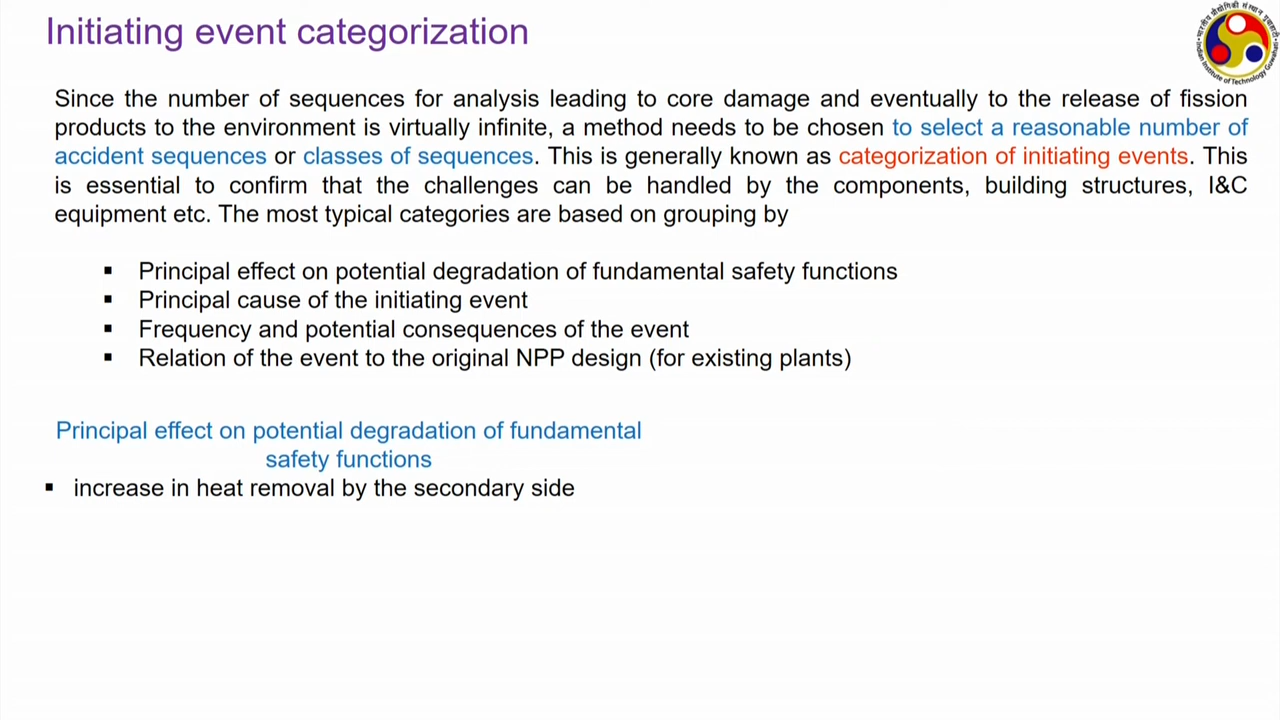 Initiating event categorization
Since the number of sequences for analysis leading to core damage and eventually to the release of fission
products to the environment is virtually infinite, a method needs to be chosen to select a reasonable number of
accident sequences or classes of sequences. This is generally known as categorization of initiating events. This
is essential to confirm that the challenges can be handled by the components, building structures, I&C
equipment etc. The most typical categories are based on grouping by
▪ Principal effect on potential degradation of fundamental safety functions
▪ Principal cause of the initiating event
▪ Frequency and potential consequences of the event
▪ Relation of the event to the original NPP design (for existing plants)
Principal effect on potential degradation of fundamental
safety functions
▪ increase in heat removal by the secondary side
Indian Institute of Technology Guwahati